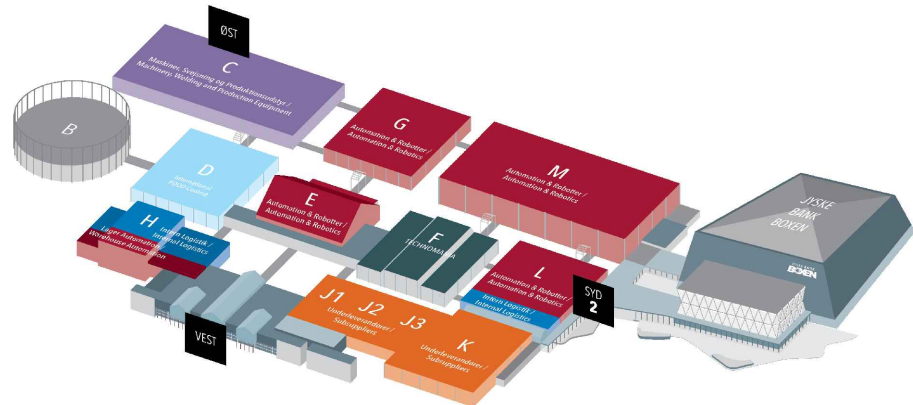 ØST
C
Maskiner, Svejsning og Produktionsudstyr /
Machinery, Welding and Production Equipment
B
G
Automation & Robotter /
Automation & Robotics
D
International
FOOD Contest
M
Automation & Robotter /
Automation & Robotics
E
Automation & Robotter /
Automation & Robotics
JYSKE
BANK
BOXEN
H
Intern Logistik /
Internal Logistics
Lager Automation /
Warehouse Automation
F
TECHNOMANIA
BOXEN
L
Automation & Robotter /
Automation & Robotics
Intern Logistik /
Internal Logistics
SYD
2
J1
J2
J3
Underleverandører /
Subsuppliers
VEST
K
Underleverandører /
Subsuppliers